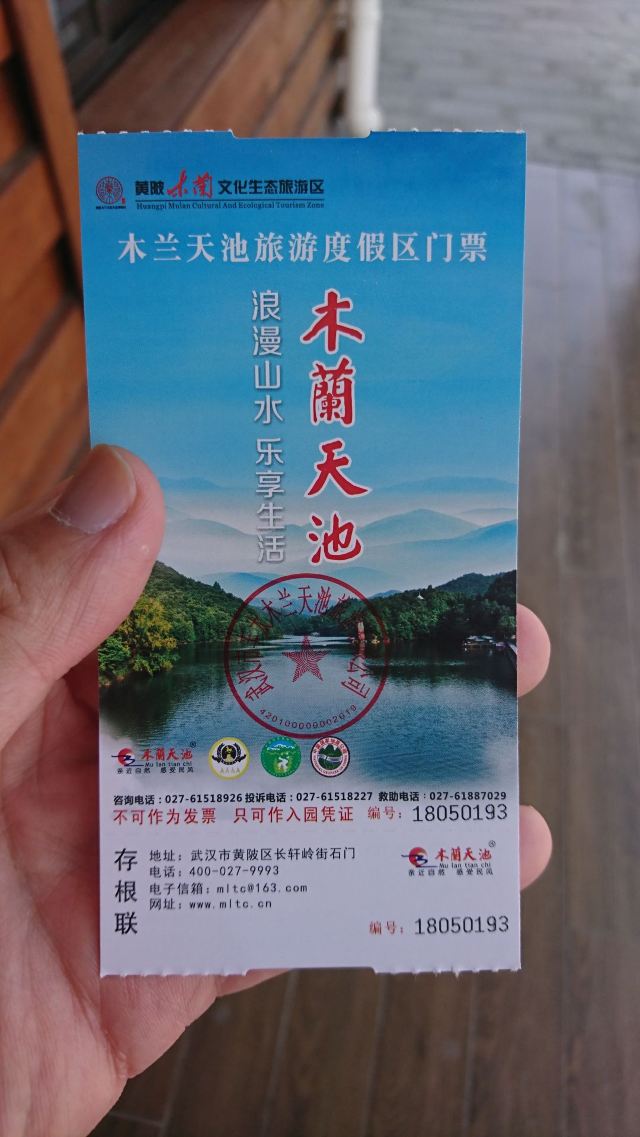 黄陂木蘭文化生态旅游区
Huangpi Mulan Cultural And Ecological Tourism Zone
木兰天池旅游度假区门票
木蘭天池
浪漫山水 乐享生活
420100009002619
木蘭天池®
Mu lan tian chi
亲近自然 感受民风
咨询电话：027-61518926 投诉电话：027-61518227 救助电话：027-61887029
不可作为发票 只可作入园凭证 编号：18050193
存根联
地址：武汉市黄陂区长轩岭街石门
电话：400-027-9993
电子信箱：mltc@163.com
网址：www.mltc.cn
木蘭天池®
Mu lan tian chi
亲近自然 感受民风
编号：18050193